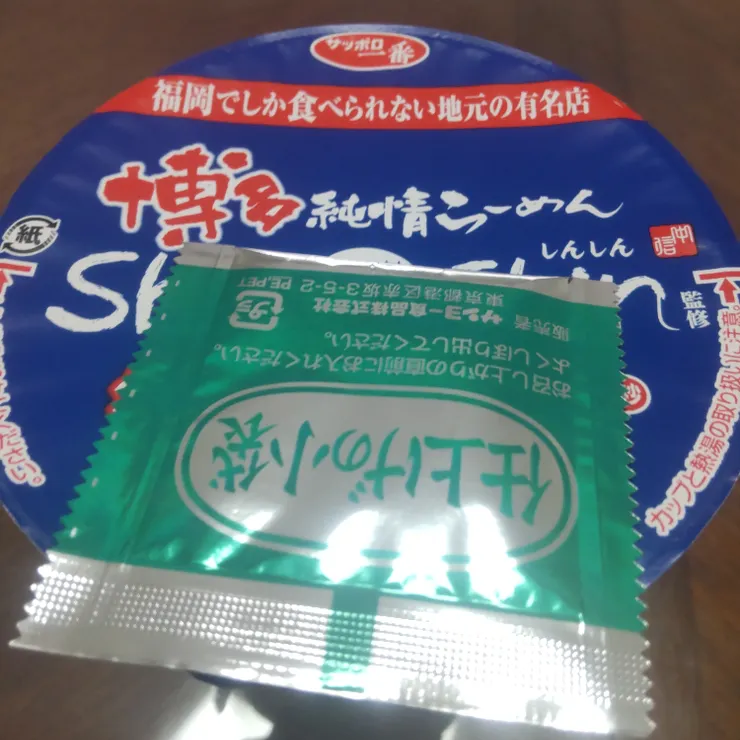 サッポロ
一番
福岡でしか食べられない地元の有名店
博多 純情らーめん
しんしん
監修
紙
カップと熱湯の取り扱いに注意。
仕上げの小袋
お召し上がりの直前にお入れください。
よくしぼり出してください。
販売者 サンヨー食品株式会社
東京都港区赤坂3-5-2 PE,PET
プラ